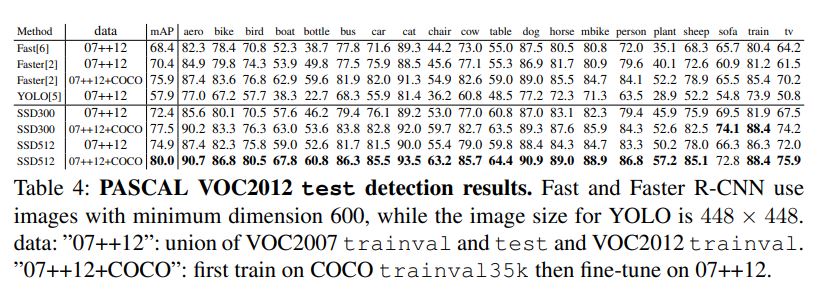 Method data mAP aero bike bird boat bottle bus car cat chair cow table dog horse mbike person plant sheep sofa train tv
Fast[6] 07++12 68.4 82.3 78.4 70.8 52.3 38.7 77.8 71.6 89.3 44.2 73.0 55.0 87.5 80.5 80.8 72.0 35.1 68.3 65.7 80.4 64.2
Faster[2] 07++12 70.4 84.9 79.8 74.3 53.9 49.8 77.5 75.9 88.5 45.6 77.1 55.3 86.9 81.7 80.9 79.6 40.1 72.6 60.9 81.2 61.5
Faster[2] 07++12+COCO 75.9 87.4 83.6 76.8 62.9 59.6 81.9 82.0 91.3 54.9 82.6 59.0 89.0 85.5 84.7 84.1 52.2 78.9 65.5 85.4 70.2
YOLO[5] 07++12 57.9 77.0 67.2 57.7 38.3 22.7 68.3 55.9 81.4 36.2 60.8 48.5 77.2 72.3 71.3 63.5 28.9 52.2 54.8 73.9 50.8
SSD300 07++12 72.4 85.6 80.1 70.5 57.6 46.2 79.4 76.1 89.2 53.0 77.0 60.8 87.0 83.1 82.3 79.4 45.9 75.9 69.5 81.9 67.5
SSD300 07++12+COCO 77.5 90.2 83.3 76.3 63.0 53.6 83.8 82.8 92.0 59.7 82.7 63.5 89.3 87.6 85.9 84.3 52.6 82.5 74.1 88.4 74.2
SSD512 07++12 74.9 87.4 82.3 75.8 59.0 52.6 81.7 81.5 90.0 55.4 79.0 59.8 88.4 84.3 84.7 83.3 50.2 78.0 66.3 86.3 72.0
SSD512 07++12+COCO 80.0 90.7 86.8 80.5 67.8 60.8 86.3 85.5 93.5 63.2 85.7 64.4 90.9 89.0 88.9 86.8 57.2 85.1 72.8 88.4 75.9
Table 4: PASCAL VOC2012 test detection results. Fast and Faster R-CNN use
images with minimum dimension 600, while the image size for YOLO is 448 × 448.
data: ”07++12”: union of VOC2007 trainval and test and VOC2012 trainval.
”07++12+COCO”: first train on COCO trainval35k then fine-tune on 07++12.